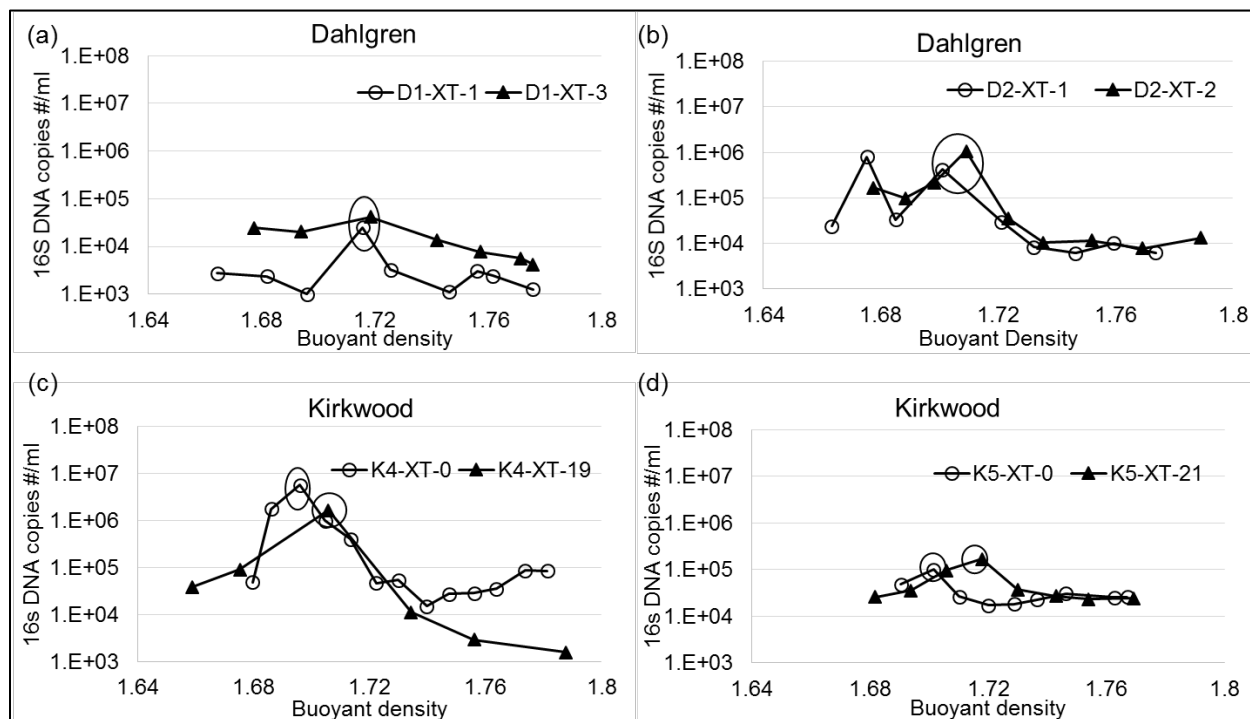 (a)
Dahlgren
D1-XT-1 D1-XT-3
16S DNA copies #/ml
1.E+08
1.E+07
1.E+06
1.E+05
1.E+04
1.E+03
1.64 1.68 1.72 1.76 1.8
Buoyant density
(b)
Dahlgren
D2-XT-1 D2-XT-2
16S DNA copies #/ml
1.E+08
1.E+07
1.E+06
1.E+05
1.E+04
1.E+03
1.64 1.68 1.72 1.76 1.8
Buoyant Density
(c)
Kirkwood
K4-XT-0 K4-XT-19
16s DNA copies #/ml
1.E+08
1.E+07
1.E+06
1.E+05
1.E+04
1.E+03
1.64 1.68 1.72 1.76 1.8
Buoyant density
(d)
Kirkwood
K5-XT-0 K5-XT-21
16s DNA copies #/ml
1.E+08
1.E+07
1.E+06
1.E+05
1.E+04
1.E+03
1.64 1.68 1.72 1.76 1.8
Buoyant density